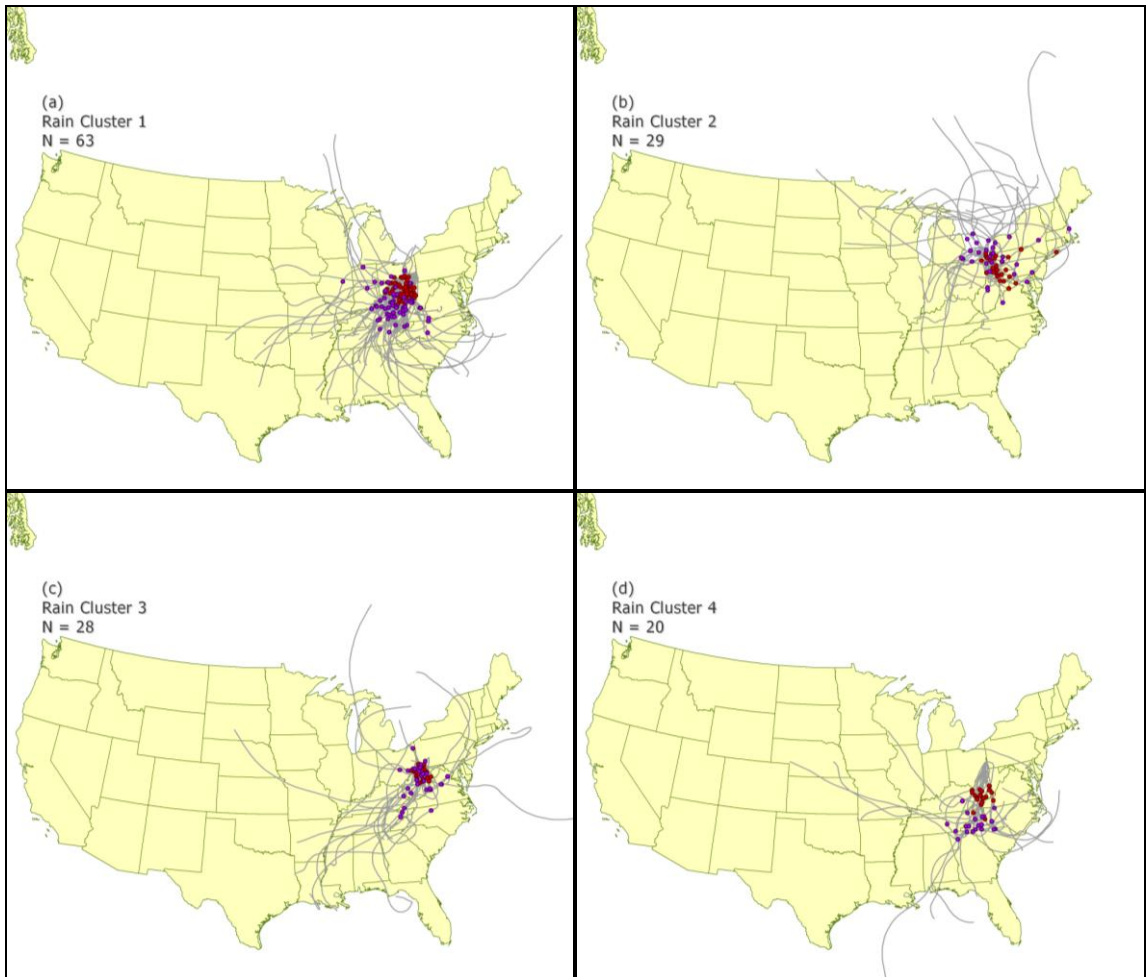 (a)
Rain Cluster 1
N = 63
(b)
Rain Cluster 2
N = 29
(c)
Rain Cluster 3
N = 28
(d)
Rain Cluster 4
N = 20